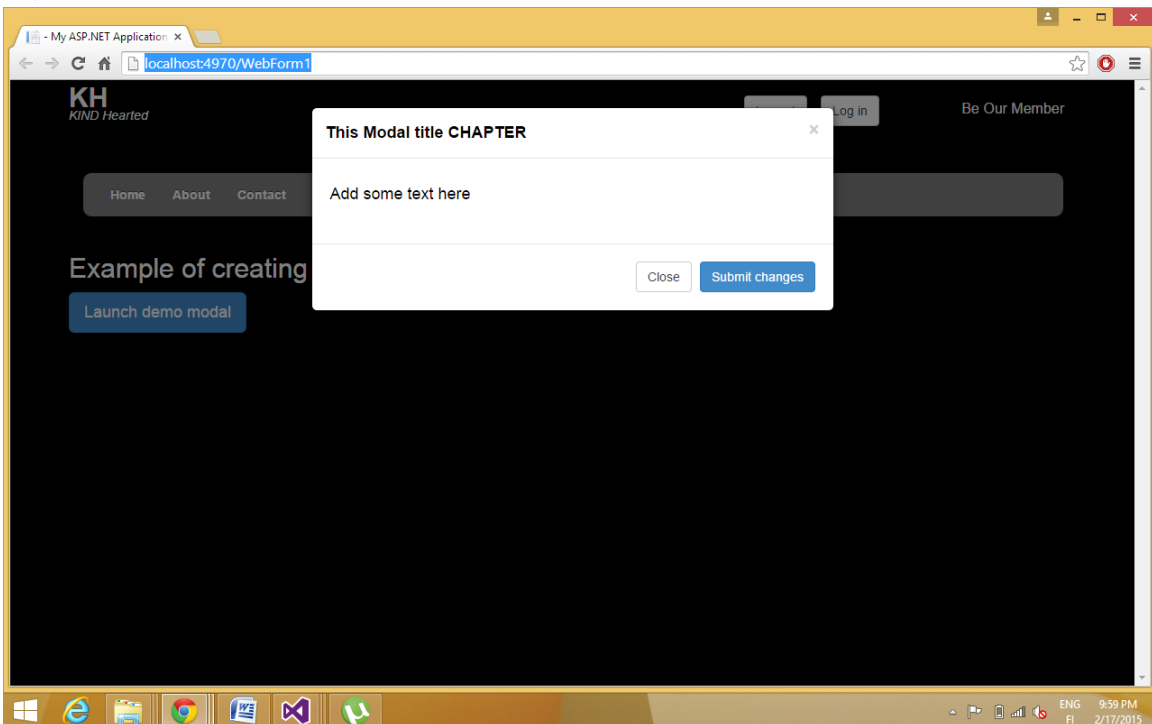 - My ASP.NET Application
localhost:4970/WebForm1
KH
KIND Hearted
Log in
Be Our Member
This Modal title CHAPTER
×
Home About Contact
Add some text here
Example of creating
Close Submit changes
Launch demo modal
ENG 9:59 PM
FI 2/17/2015